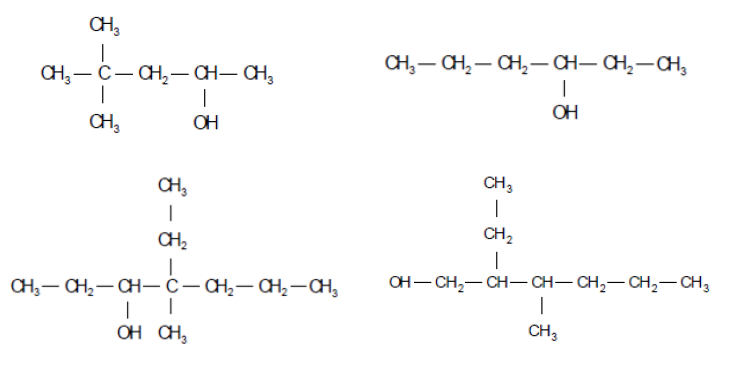 CH₃
CH₃—C—CH₂—CH—CH₃
CH₃ OH
CH₃—CH₂—CH₂—CH—CH₂—CH₃
OH
CH₃
CH₂
CH₃—CH₂—CH—C—CH₂—CH₂—CH₃
OH CH₃
CH₃
CH₂
OH—CH₂—CH—CH—CH₂—CH₂—CH₃
CH₃